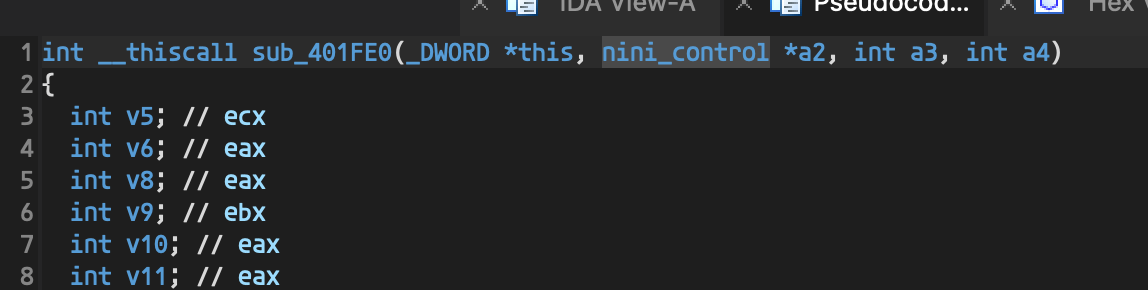 IDA View-A Pseudocod... Hex V
1 int __thiscall sub_401FE0(_DWORD *this, nini_control *a2, int a3, int a4)
2 {
3 int v5; // ecx
4 int v6; // eax
5 int v8; // eax
6 int v9; // ebx
7 int v10; // eax
8 int v11; // eax